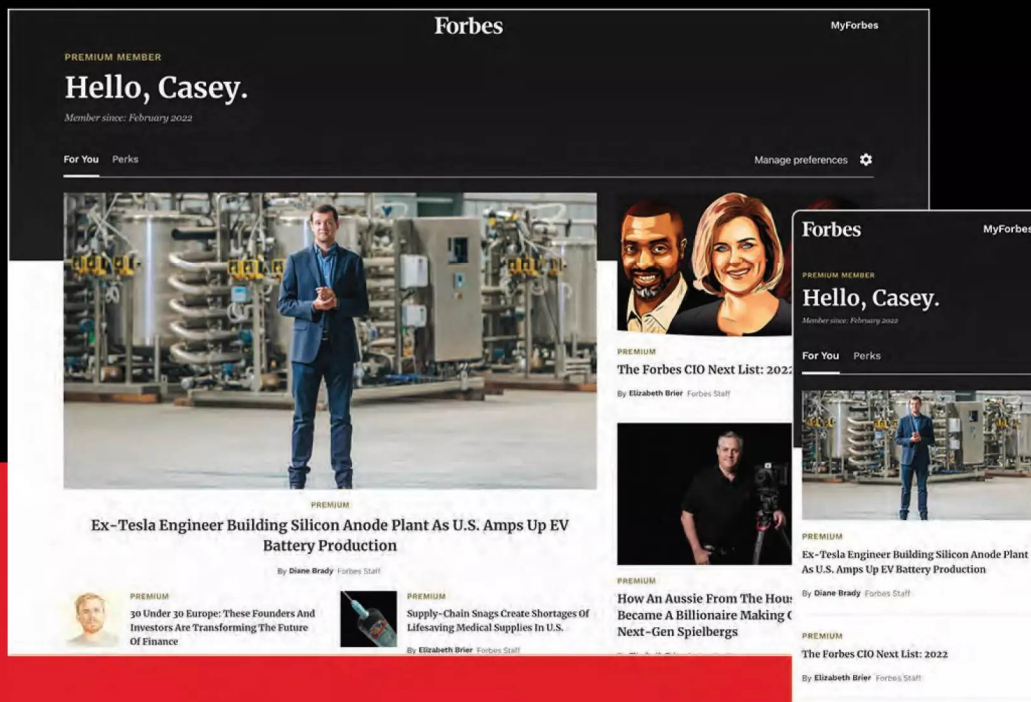 Forbes
MyForbes
PREMIUM MEMBER
Hello, Casey.
Member since: February 2022
For You Perks
Manage preferences
PREMIUM
Ex-Tesla Engineer Building Silicon Anode Plant As U.S. Amps Up EV
Battery Production
By Diane Brady Forbes Staff
PREMIUM
30 Under 30 Europe: These Founders And
Investors Are Transforming The Future
Of Finance
PREMIUM
Supply-Chain Snags Create Shortages Of
Lifesaving Medical Supplies In U.S.
By Elizabeth Brier Forbes Staff
PREMIUM
The Forbes CIO Next List: 2022
By Elizabeth Brier Forbes Staff
PREMIUM
How An Aussie From The Hous
Became A Billionaire Making
Next-Gen Spielbergs
Forbes
MyForbes
PREMIUM MEMBER
Hello, Casey.
Member since: February 2022
For You Perks
PREMIUM
Ex-Tesla Engineer Building Silicon Anode Plant
As U.S. Amps Up EV Battery Production
By Diane Brady Forbes Staff
PREMIUM
The Forbes CIO Next List: 2022
By Elizabeth Brier Forbes Staff